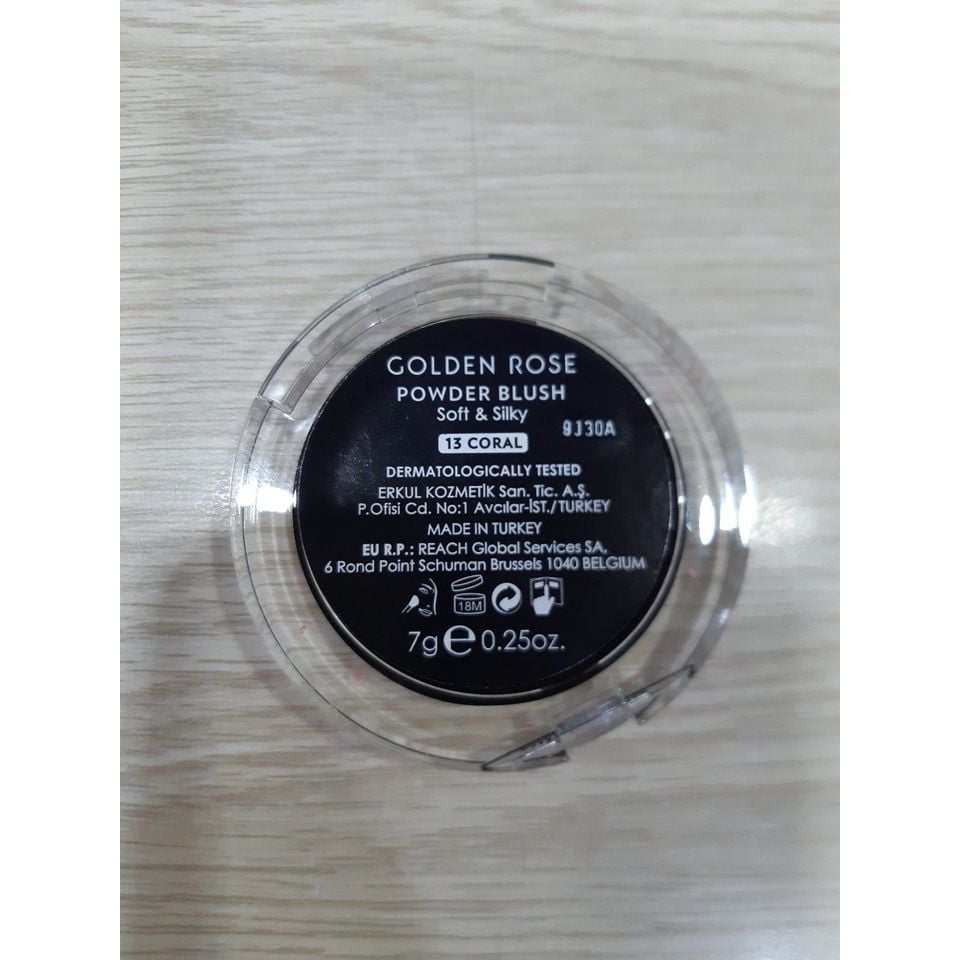 GOLDEN ROSE
POWDER BLUSH
Soft & Silky
13 CORAL
9J30A
DERMATOLOGICALLY TESTED
ERKUL KOZMETİK San. Tic. A.Ş.
P.Ofisi Cd. No:1 Avcılar-İST./TURKEY
MADE IN TURKEY
EU R.P.: REACH Global Services SA,
6 Rond Point Schuman Brussels 1040 BELGIUM
18M
7g e 0.25oz.